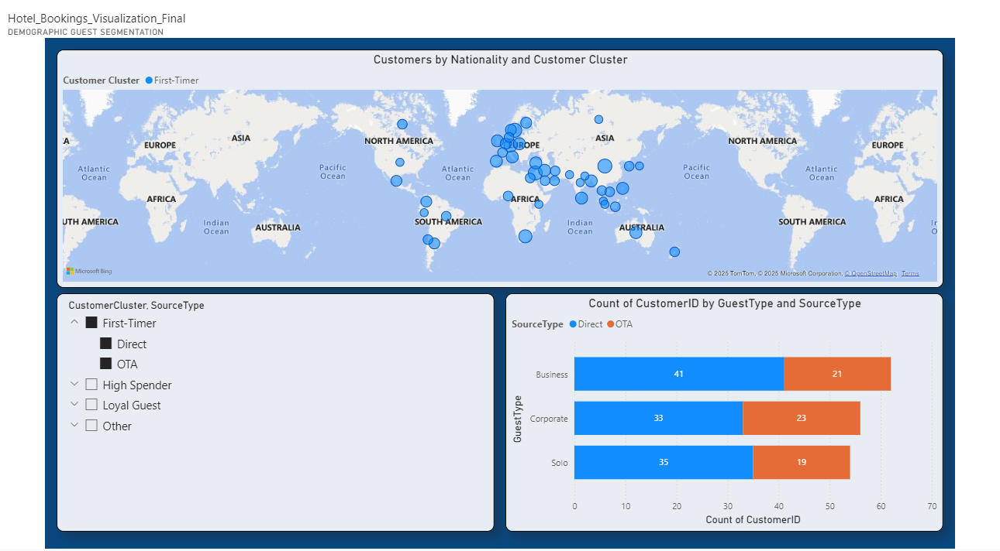 Hotel_Bookings_Visualization_Final
DEMOGRAPHIC GUEST SEGMENTATION
Customers by Nationality and Customer Cluster
Customer Cluster First-Timer
ASIA
NORTH AMERICA
EUROPE
ASIA
NORTH AMERICA
EUROPE
CA
EUROPE
Atlantic Ocean
Pacific Ocean
Atlantic Ocean
Pacific Ocean
Atlantic Ocean
AFRICA
AFRICA
AFRICA
UTH AMERICA
Indian Ocean
AUSTRALIA
SOUTH AMERICA
Indian Ocean
AUSTRALIA
SOUTH AMERICA
Microsoft Bing
© 2025 TomTom, © 2025 Microsoft Corporation, © OpenStreetMap Terms
CustomerCluster, SourceType
First-Timer
Direct
OTA
High Spender
Loyal Guest
Other
Count of CustomerID by GuestType and SourceType
SourceType Direct OTA
GuestType
Business 41 21
Corporate 33 23
Solo 35 19
0 10 20 30 40 50 60 70
Count of CustomerID